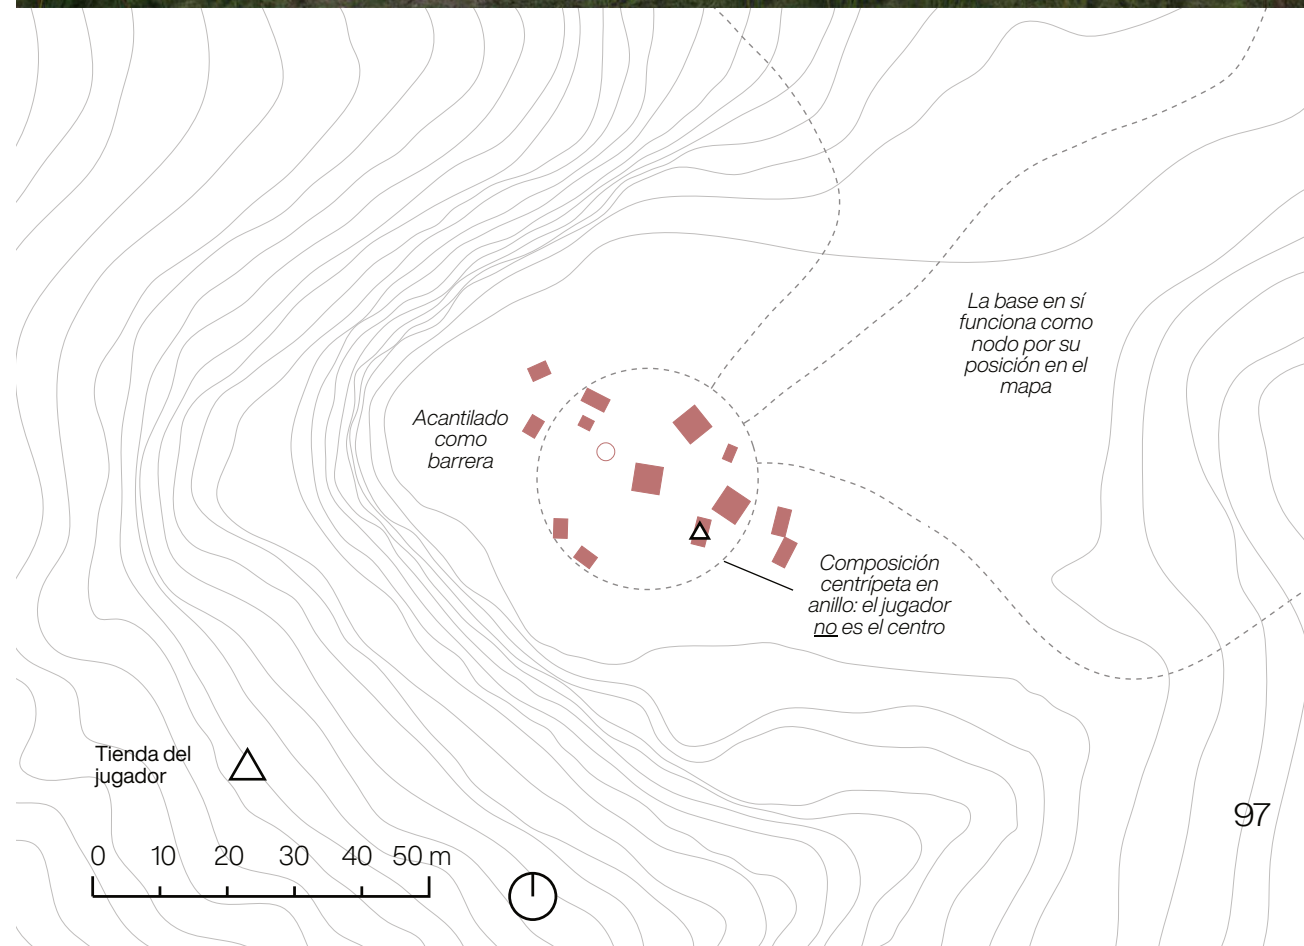 La base en sí
funciona como
nodo por su
posición en el
mapa
Acantilado
como
barrera
Composición
centrípeta en
anillo: el jugador
no es el centro
Tienda del
jugador
97
0 10 20 30 40 50 m